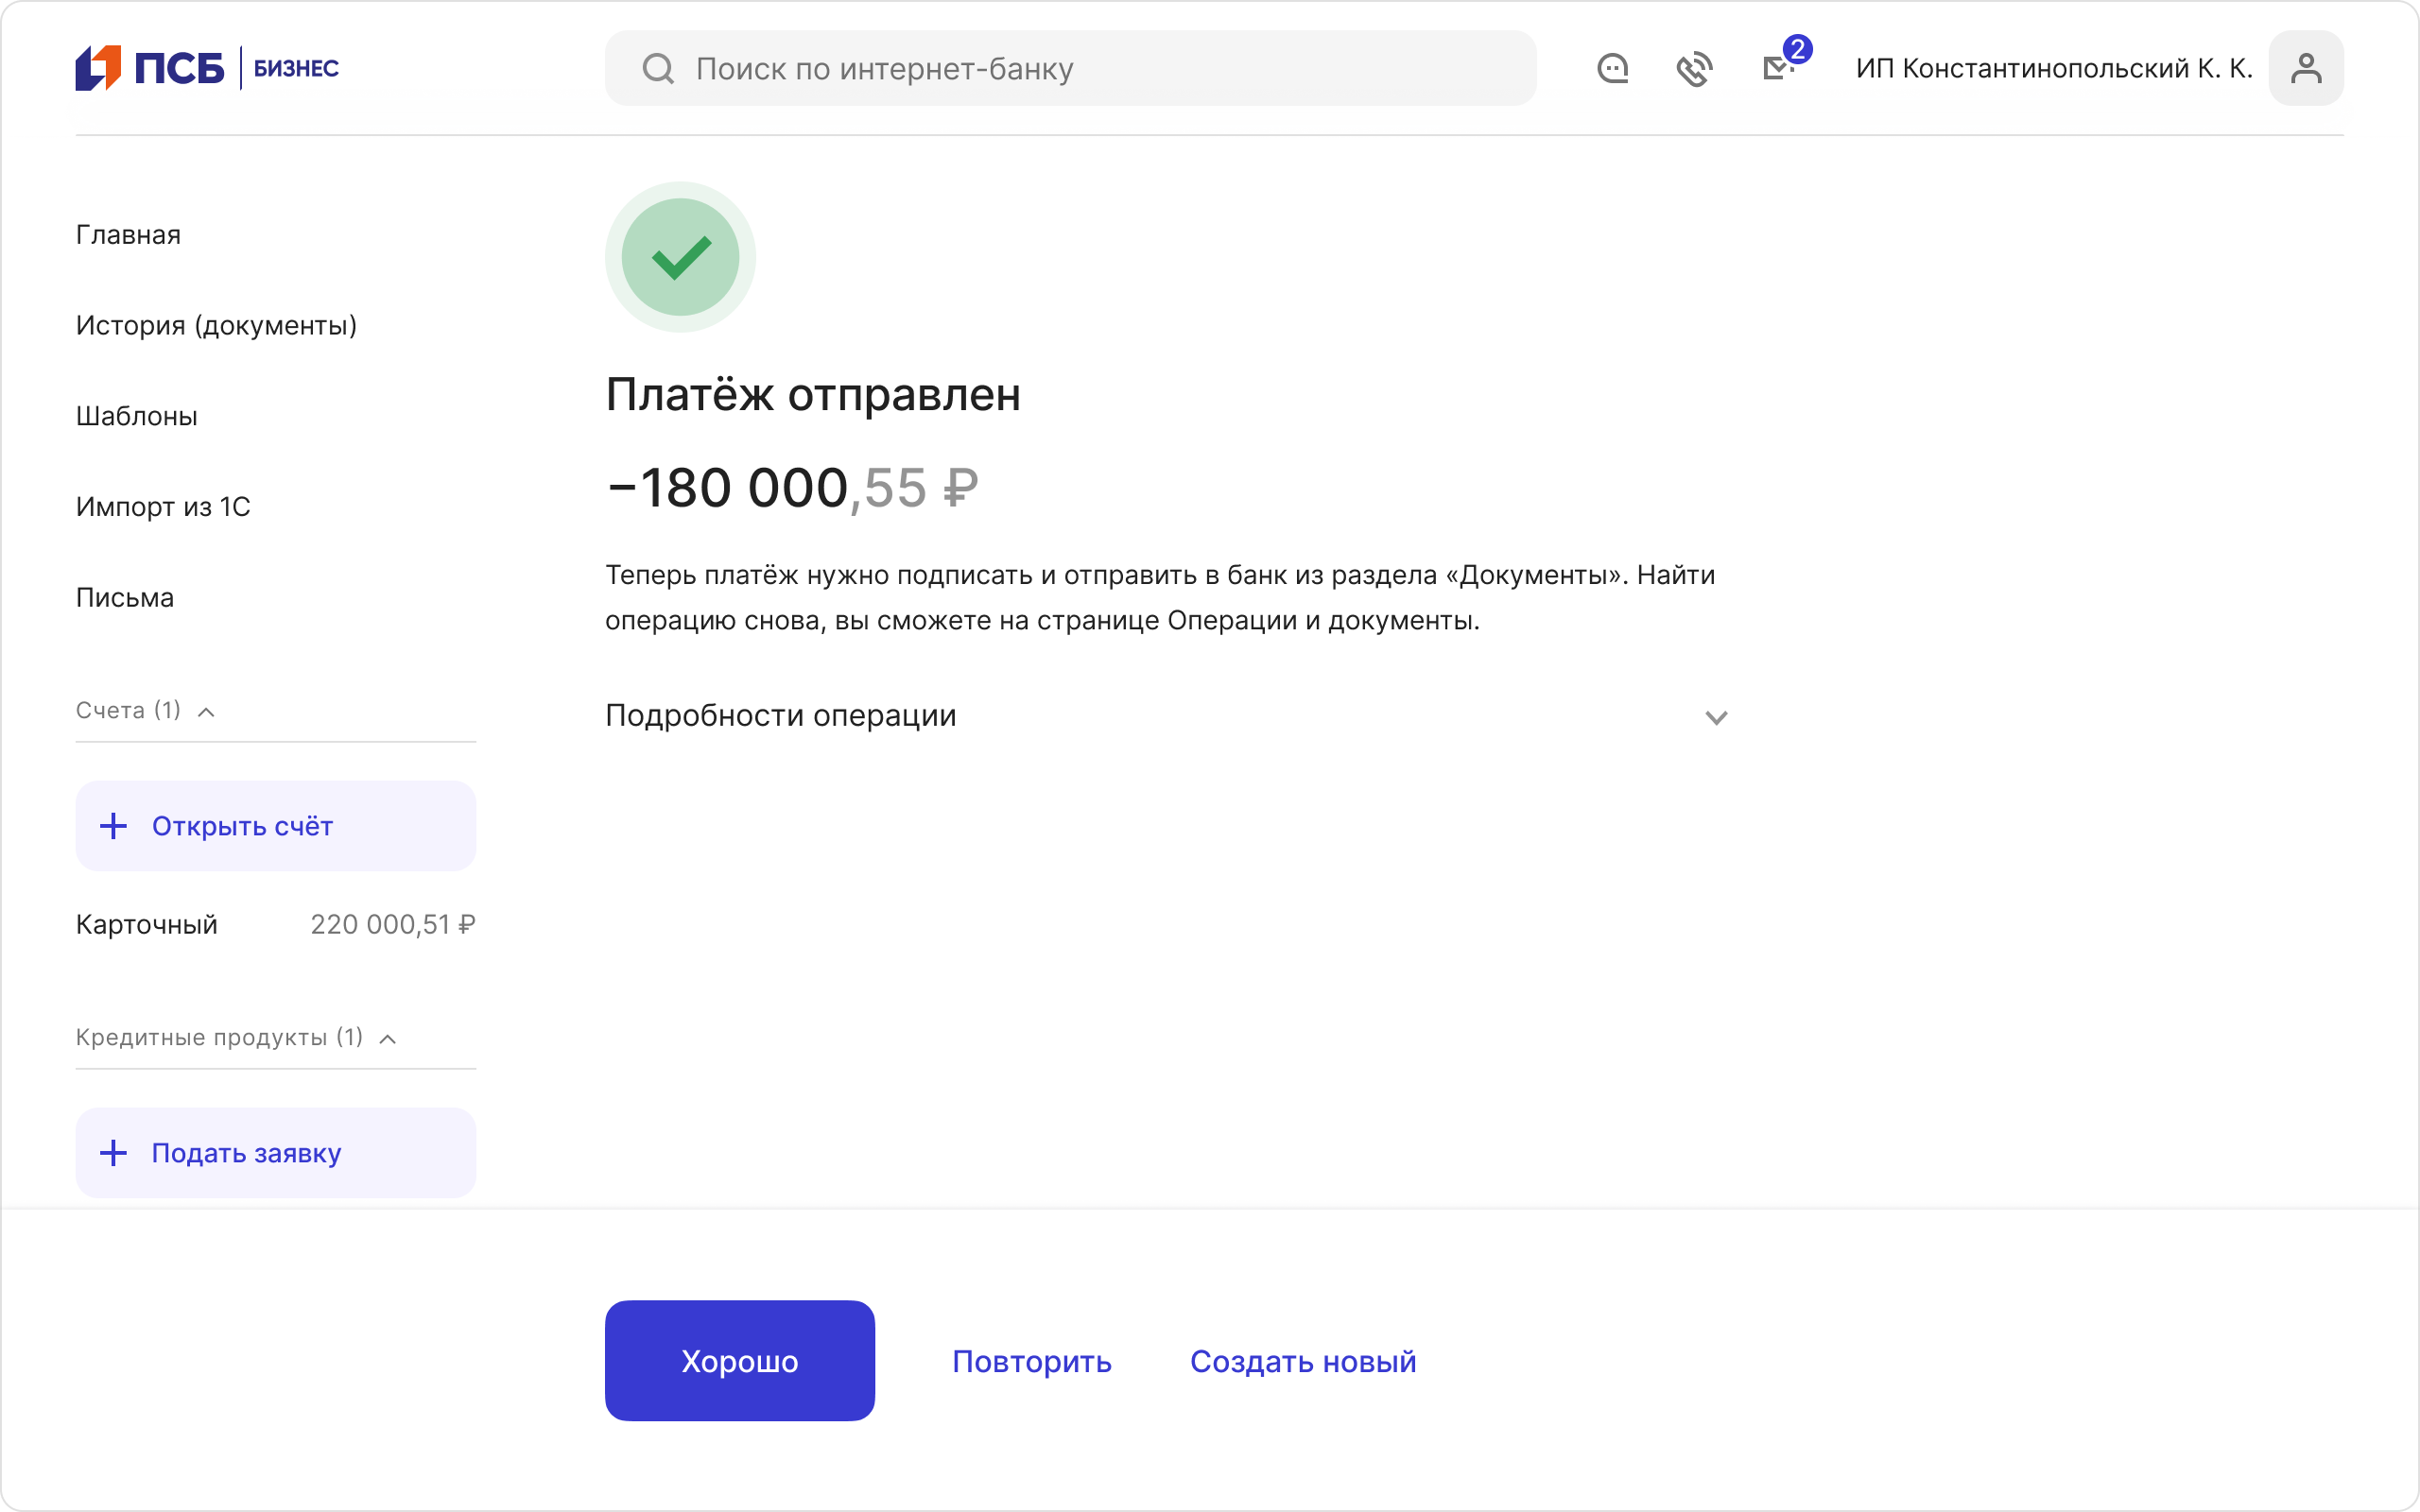 ПСБ БИЗНЕС
Поиск по интернет-банку
2
ИП Константинопольский К. К.
Главная
История (документы)
Шаблоны
Импорт из 1С
Письма
Счета (1)
Открыть счёт
Карточный 220 000,51 ₽
Кредитные продукты (1)
Подать заявку
Платёж отправлен
−180 000,55 ₽
Теперь платёж нужно подписать и отправить в банк из раздела «Документы». Найти
операцию снова, вы сможете на странице Операции и документы.
Подробности операции
Хорошо
Повторить
Создать новый